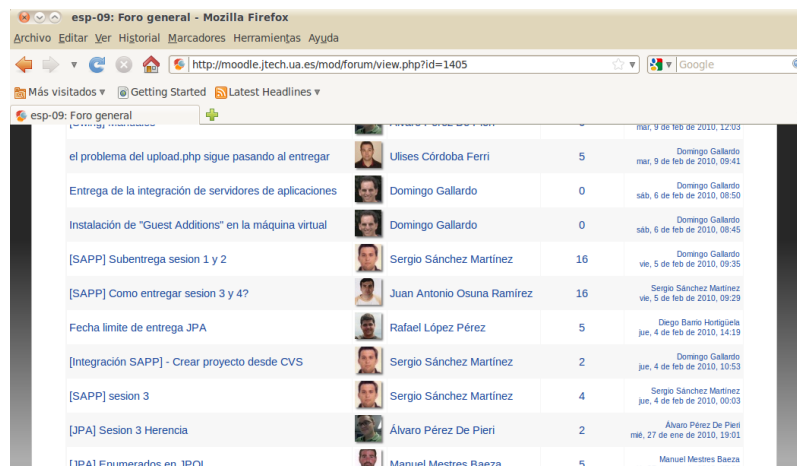 esp-09: Foro general - Mozilla Firefox
Archivo Editar Ver Historial Marcadores Herramientas Ayuda
http://moodle.jtech.ua.es/mod/forum/view.php?id=1405
Google
Más visitados Getting Started Latest Headlines
esp-09: Foro general
mar, 9 de feb de 2010, 12:03
el problema del upload.php sigue pasando al entregar Ulises Córdoba Ferri 5 Domingo Gallardo
mar, 9 de feb de 2010, 09:41
Entrega de la integración de servidores de aplicaciones Domingo Gallardo 0 Domingo Gallardo
sáb, 6 de feb de 2010, 08:50
Instalación de "Guest Additions" en la máquina virtual Domingo Gallardo 0 Domingo Gallardo
sáb, 6 de feb de 2010, 08:45
[SAPP] Subentrega sesion 1 y 2 Sergio Sánchez Martínez 16 Domingo Gallardo
vie, 5 de feb de 2010, 09:35
[SAPP] Como entregar sesion 3 y 4? Juan Antonio Osuna Ramírez 16 Sergio Sánchez Martínez
vie, 5 de feb de 2010, 09:29
Fecha limite de entrega JPA Rafael López Pérez 5 Diego Barrio Hortigüela
jue, 4 de feb de 2010, 14:19
[Integración SAPP] - Crear proyecto desde CVS Sergio Sánchez Martínez 2 Domingo Gallardo
jue, 4 de feb de 2010, 10:53
[SAPP] sesion 3 Sergio Sánchez Martínez 4 Sergio Sánchez Martínez
jue, 4 de feb de 2010, 00:03
[JPA] Sesion 3 Herencia Álvaro Pérez De Pieri 2 Álvaro Pérez De Pieri
mié, 27 de ene de 2010, 19:01
[JPA] Enumerados en JPQL Manuel Mestres Baeza 5 Manuel Mestres Baeza